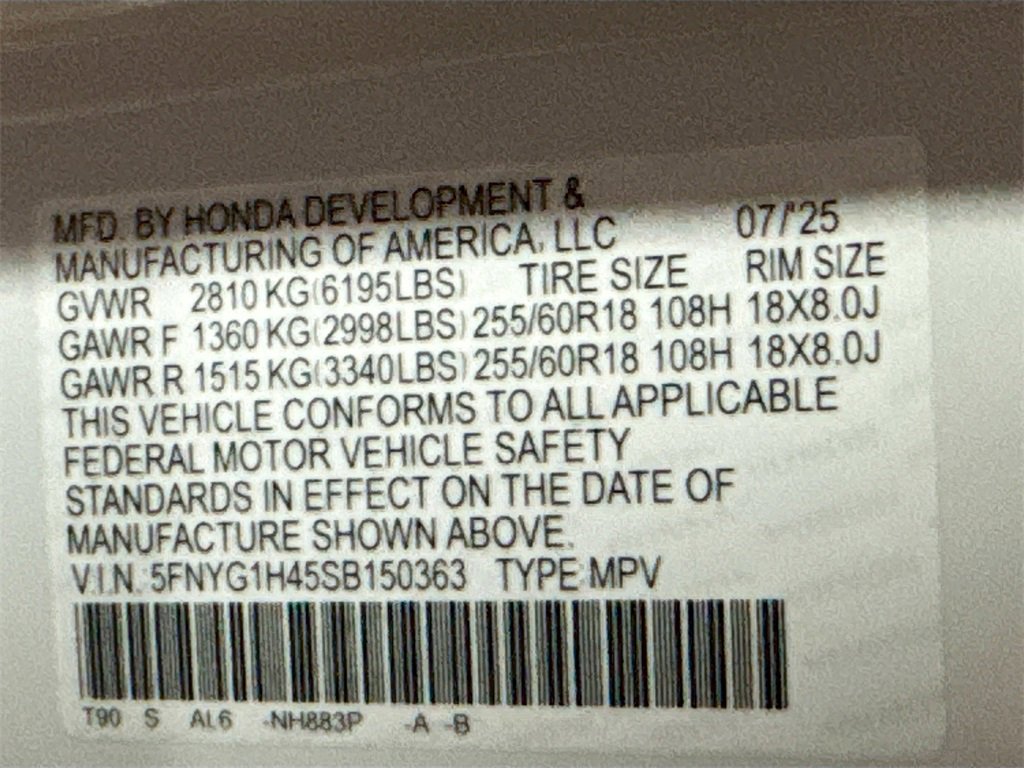 MFD. BY HONDA DEVELOPMENT &
MANUFACTURING OF AMERICA, LLC 07/'25
GVWR 2810 KG(6195LBS) TIRE SIZE RIM SIZE
GAWR F 1360 KG(2998LBS) 255/60R18 108H 18X8.0J
GAWR R 1515 KG(3340LBS) 255/60R18 108H 18X8.0J
THIS VEHICLE CONFORMS TO ALL APPLICABLE
FEDERAL MOTOR VEHICLE SAFETY
STANDARDS IN EFFECT ON THE DATE OF
MANUFACTURE SHOWN ABOVE.
V.I.N. 5FNYG1H45SB150363 TYPE MPV
T90 S AL6 -NH883P -A -B